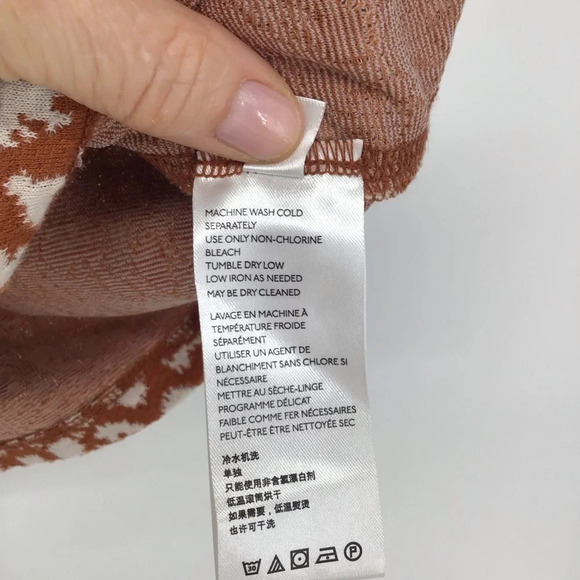 MACHINE WASH COLD
SEPARATELY
USE ONLY NON-CHLORINE
BLEACH
TUMBLE DRY LOW
LOW IRON AS NEEDED
MAY BE DRY CLEANED
LAVAGE EN MACHINE À
TEMPÉRATURE FROIDE
SÉPARÉMENT
UTILISER UN AGENT DE
BLANCHIMENT SANS CHLORE SI
NÉCESSAIRE
METTRE AU SÈCHE-LINGE
PROGRAMME DÉLICAT
FAIBLE COMME FER NÉCESSAIRES
PEUT-ÊTRE ÊTRE NETTOYÉE SEC
冷水机洗
单独
只能使用非含氯漂白剂
低温滚筒烘干
如果需要，低温熨烫
也许可干洗
30 P